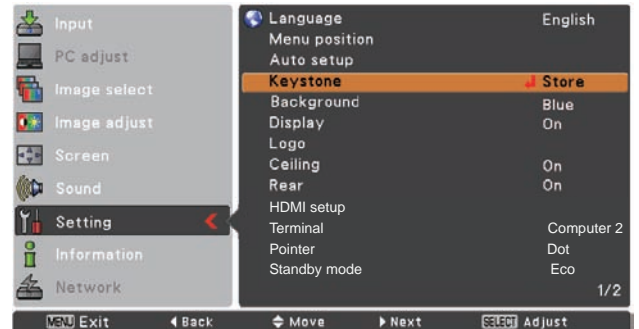 Input
PC adjust
Image select
Image adjust
Screen
Sound
Setting
Information
Network
Language English
Menu position
Auto setup
Keystone Store
Background Blue
Display On
Logo
Ceiling On
Rear On
HDMI setup
Terminal Computer 2
Pointer Dot
Standby mode Eco
1/2
MENU Exit Back Move Next SELECT Adjust